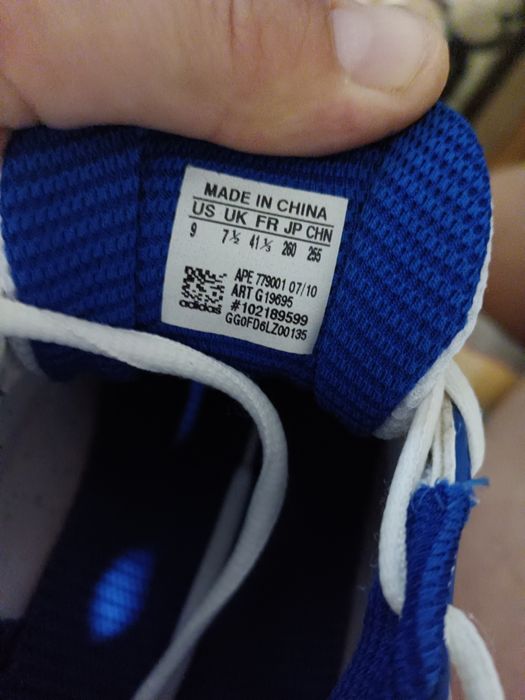 MADE IN CHINA
US UK FR JP CHN
9 7½ 41⅓ 260 255
APE 779001 07/10
ART G19695
#102189599
GG0FD6LZ00135
adidas